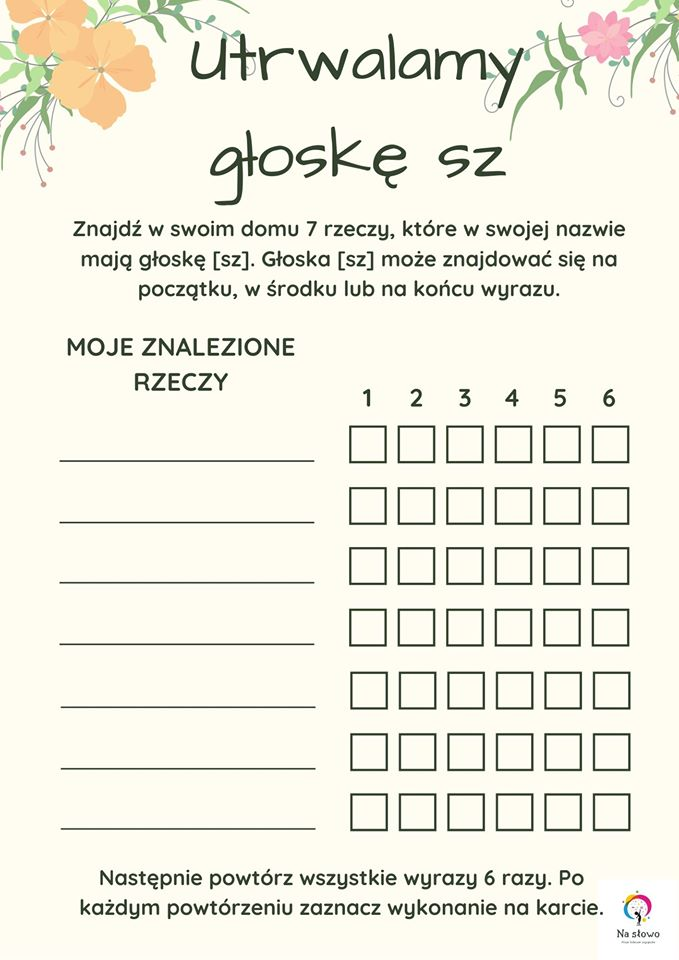 Utrwalamy
głoskę sz
Znajdź w swoim domu 7 rzeczy, które w swojej nazwie
mają głoskę [sz]. Głoska [sz] może znajdować się na
początku, w środku lub na końcu wyrazu.
MOJE ZNALEZIONE
RZECZY
1 2 3 4 5 6
Następnie powtórz wszystkie wyrazy 6 razy. Po
każdym powtórzeniu zaznacz wykonanie na karcie.
Na słowo